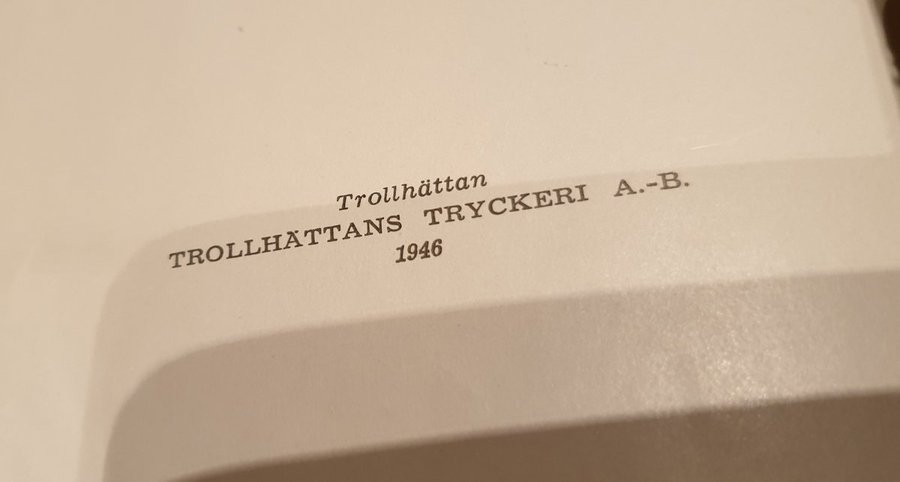 Trollhättan
TROLLHÄTTANS TRYCKERI A.-B.
1946